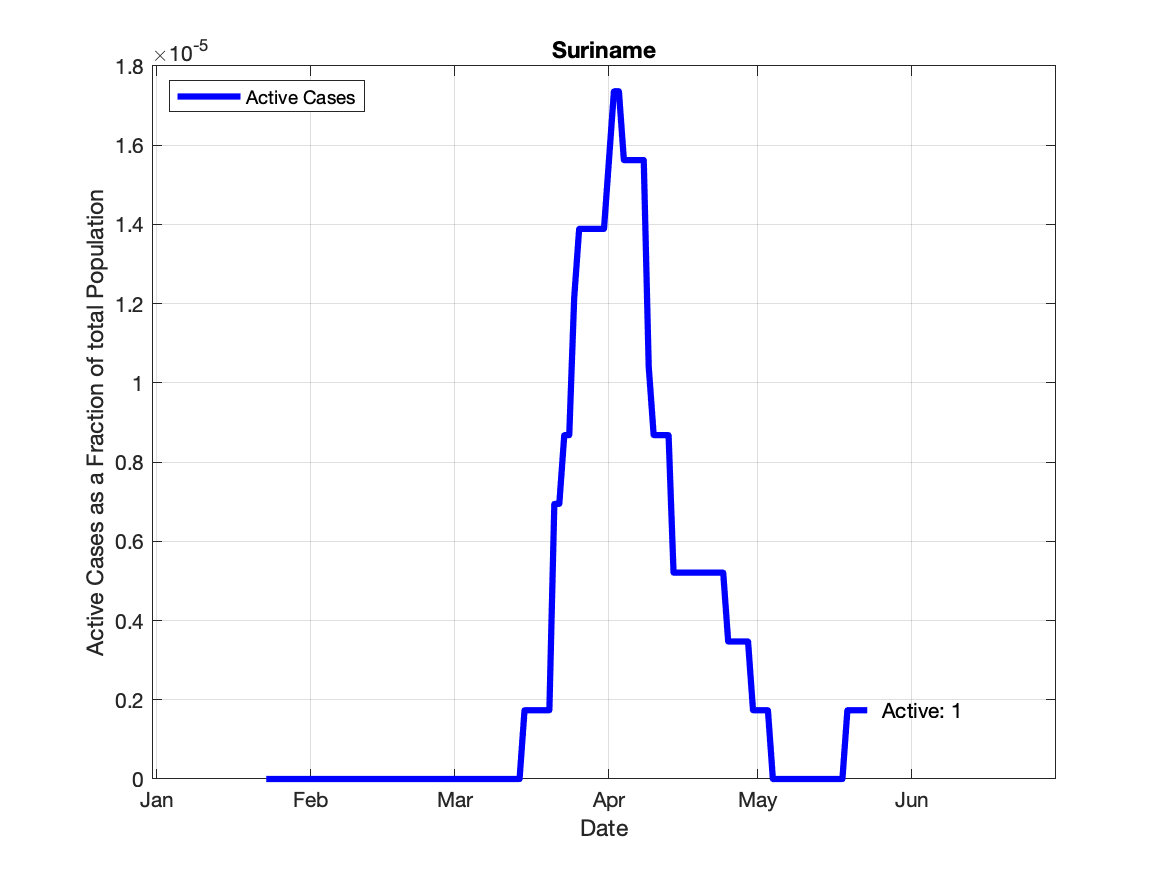 Suriname
×10-5
1.8
1.6
1.4
1.2
1
0.8
0.6
0.4
0.2
0
Active Cases as a Fraction of total Population
Active Cases
Active: 1
Jan Feb Mar Apr May Jun
Date